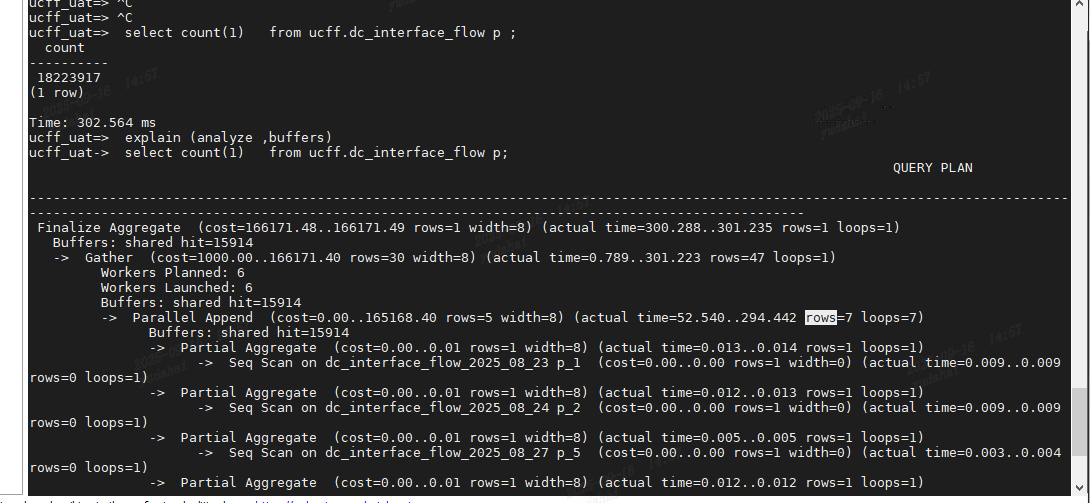 ucff_uat=> ^C
ucff_uat=> ^C
ucff_uat=>  select count(1)   from ucff.dc_interface_flow p ;
  count
----------
 18223917
(1 row)
Time: 302.564 ms
ucff_uat=>  explain (analyze ,buffers)
ucff_uat->  select count(1)   from ucff.dc_interface_flow p;
QUERY PLAN
----------------------------------------------------------------------------------------------------------------------------------
-------------------------------------------------------------------------------------------------
 Finalize Aggregate  (cost=166171.48..166171.49 rows=1 width=8) (actual time=300.288..301.235 rows=1 loops=1)
   Buffers: shared hit=15914
   ->  Gather  (cost=1000.00..166171.40 rows=30 width=8) (actual time=0.789..301.223 rows=47 loops=1)
         Workers Planned: 6
         Workers Launched: 6
         Buffers: shared hit=15914
         ->  Parallel Append  (cost=0.00..165168.40 rows=5 width=8) (actual time=52.540..294.442 rows=7 loops=7)
               Buffers: shared hit=15914
               ->  Partial Aggregate  (cost=0.00..0.01 rows=1 width=8) (actual time=0.013..0.014 rows=1 loops=1)
                     ->  Seq Scan on dc_interface_flow_2025_08_23 p_1  (cost=0.00..0.00 rows=1 width=0) (actual time=0.009..0.009
rows=0 loops=1)
               ->  Partial Aggregate  (cost=0.00..0.01 rows=1 width=8) (actual time=0.012..0.013 rows=1 loops=1)
                     ->  Seq Scan on dc_interface_flow_2025_08_24 p_2  (cost=0.00..0.00 rows=1 width=0) (actual time=0.009..0.009
rows=0 loops=1)
               ->  Partial Aggregate  (cost=0.00..0.01 rows=1 width=8) (actual time=0.005..0.005 rows=1 loops=1)
                     ->  Seq Scan on dc_interface_flow_2025_08_27 p_5  (cost=0.00..0.00 rows=1 width=0) (actual time=0.003..0.004
rows=0 loops=1)
               ->  Partial Aggregate  (cost=0.00..0.01 rows=1 width=8) (actual time=0.012..0.012 rows=1 loops=1)